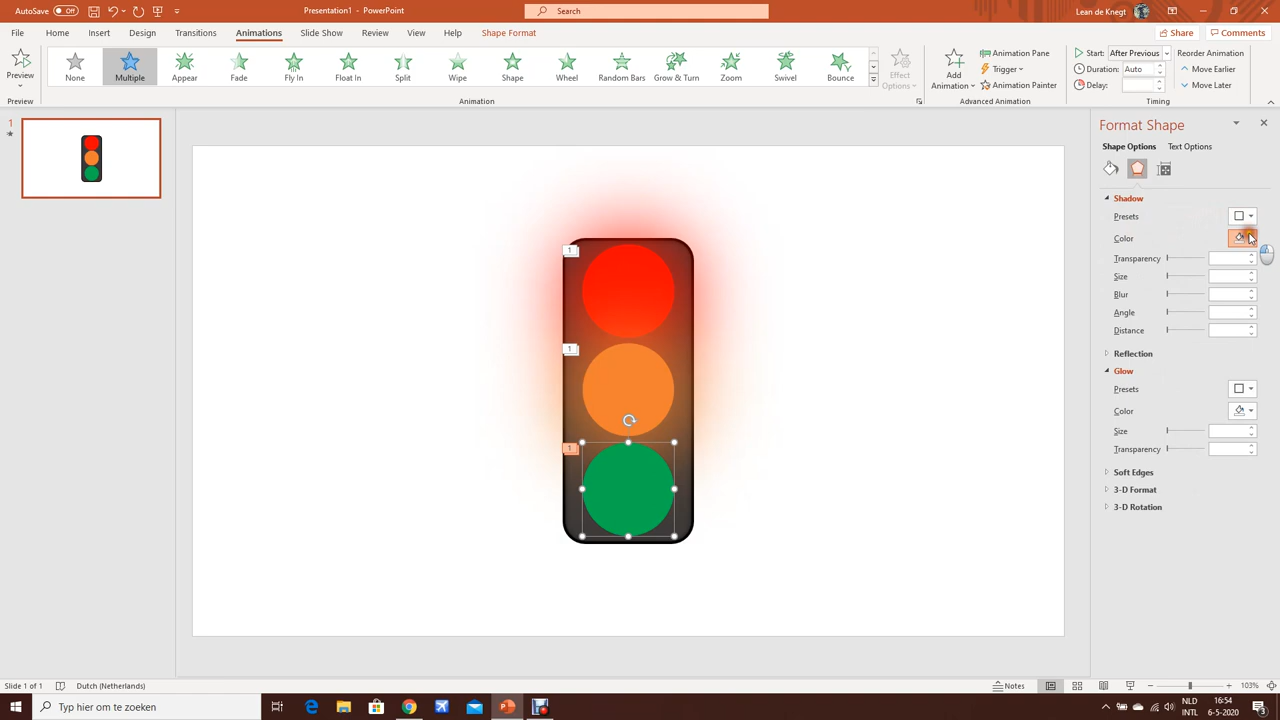 AutoSave Off Presentation1 - PowerPoint Search Lean de Knegt
File Home Insert Design Transitions Animations Slide Show Review View Help Shape Format Share Comments
Preview None Multiple Appear Fade Fly In Float In Split Wipe Shape Wheel Random Bars Grow & Turn Zoom Swivel Bounce Effect Options Add Animation Animation Pane Trigger Animation Painter Start: After Previous Duration: Auto Delay: Reorder Animation Move Earlier Move Later
Preview Animation Advanced Animation Timing
1
1
1
1
Format Shape
Shape Options Text Options
Shadow
Presets
Color
Transparency
Size
Blur
Angle
Distance
Reflection
Glow
Presets
Color
Size
Transparency
Soft Edges
3-D Format
3-D Rotation
Slide 1 of 1 Dutch (Netherlands) Notes 103%
Typ hier om te zoeken NLD 16:54
INTL 6-5-2020 8